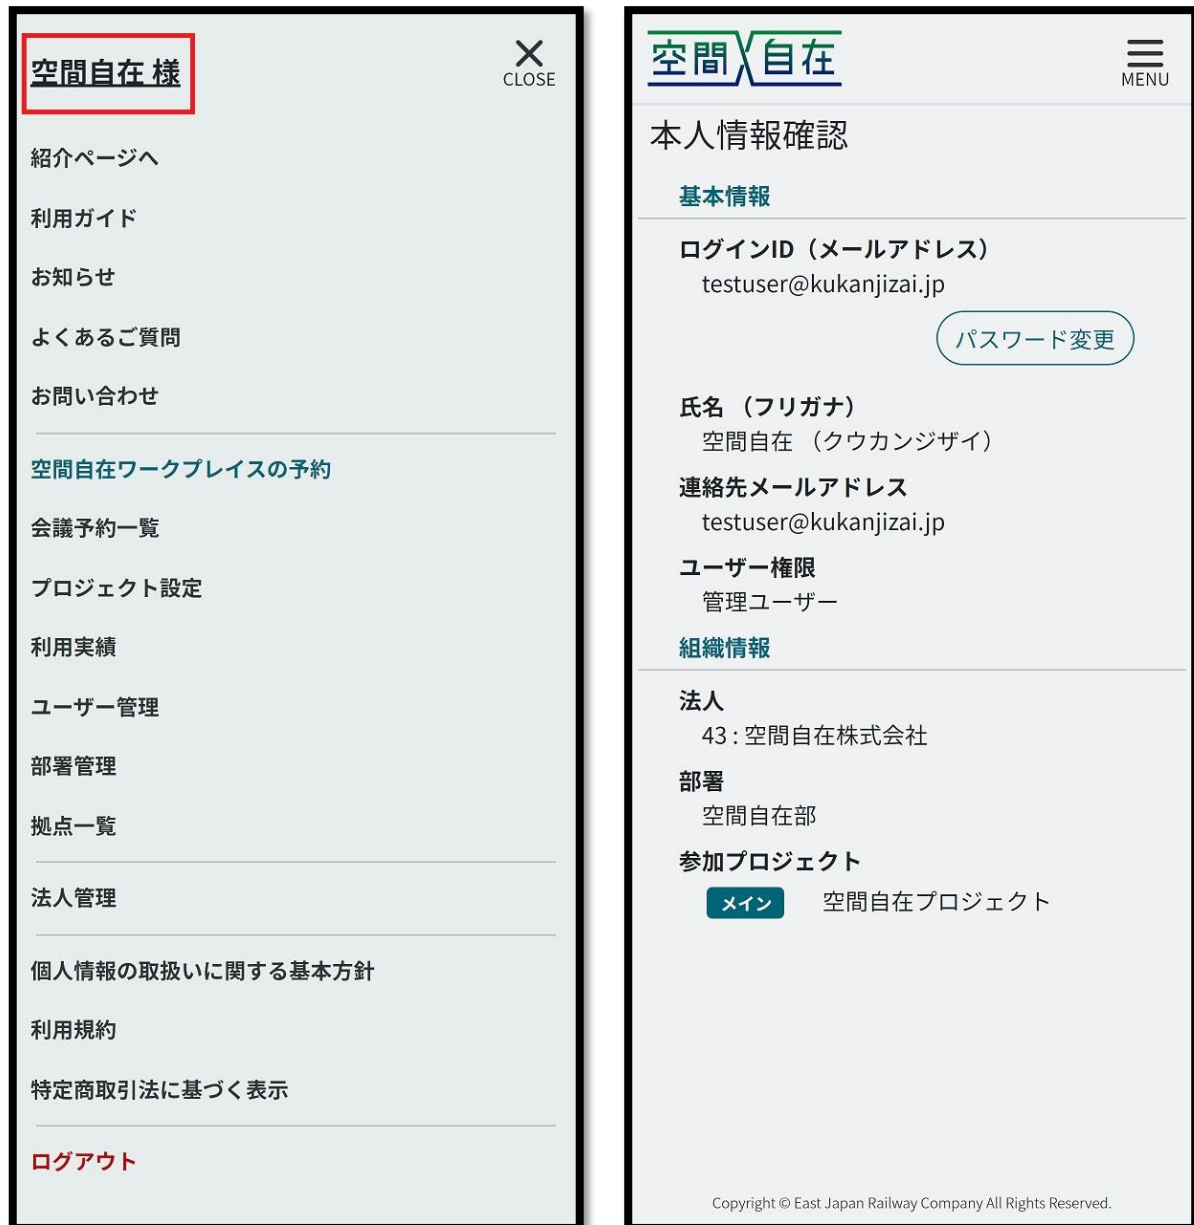 空間自在 様
CLOSE
紹介ページへ
利用ガイド
お知らせ
よくあるご質問
お問い合わせ
空間自在ワークプレイスの予約
会議予約一覧
プロジェクト設定
利用実績
ユーザー管理
部署管理
拠点一覧
法人管理
個人情報の取扱いに関する基本方針
利用規約
特定商取引法に基づく表示
ログアウト
空間自在
MENU
本人情報確認
基本情報
ログインID（メールアドレス）
testuser@kukanjizai.jp
パスワード変更
氏名 （フリガナ）
空間自在 （クウカンジザイ）
連絡先メールアドレス
testuser@kukanjizai.jp
ユーザー権限
管理ユーザー
組織情報
法人
43 : 空間自在株式会社
部署
空間自在部
参加プロジェクト
メイン 空間自在プロジェクト
Copyright © East Japan Railway Company All Rights Reserved.